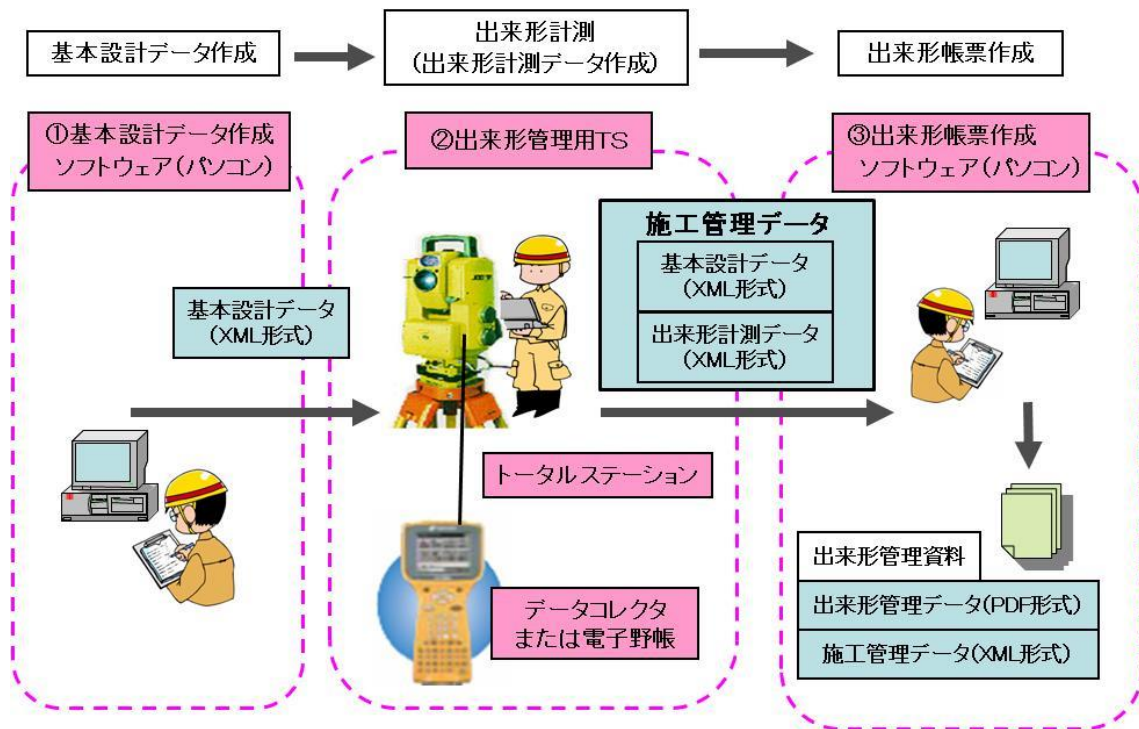 基本設計データ作成
出来形計測
(出来形計測データ作成)
出来形帳票作成
①基本設計データ作成
ソフトウェア(パソコン)
②出来形管理用TS
③出来形帳票作成
ソフトウェア(パソコン)
施工管理データ
基本設計データ
(XML形式)
出来形計測データ
(XML形式)
基本設計データ
(XML形式)
トータルステーション
データコレクタ
または電子野帳
出来形管理資料
出来形管理データ(PDF形式)
施工管理データ(XML形式)